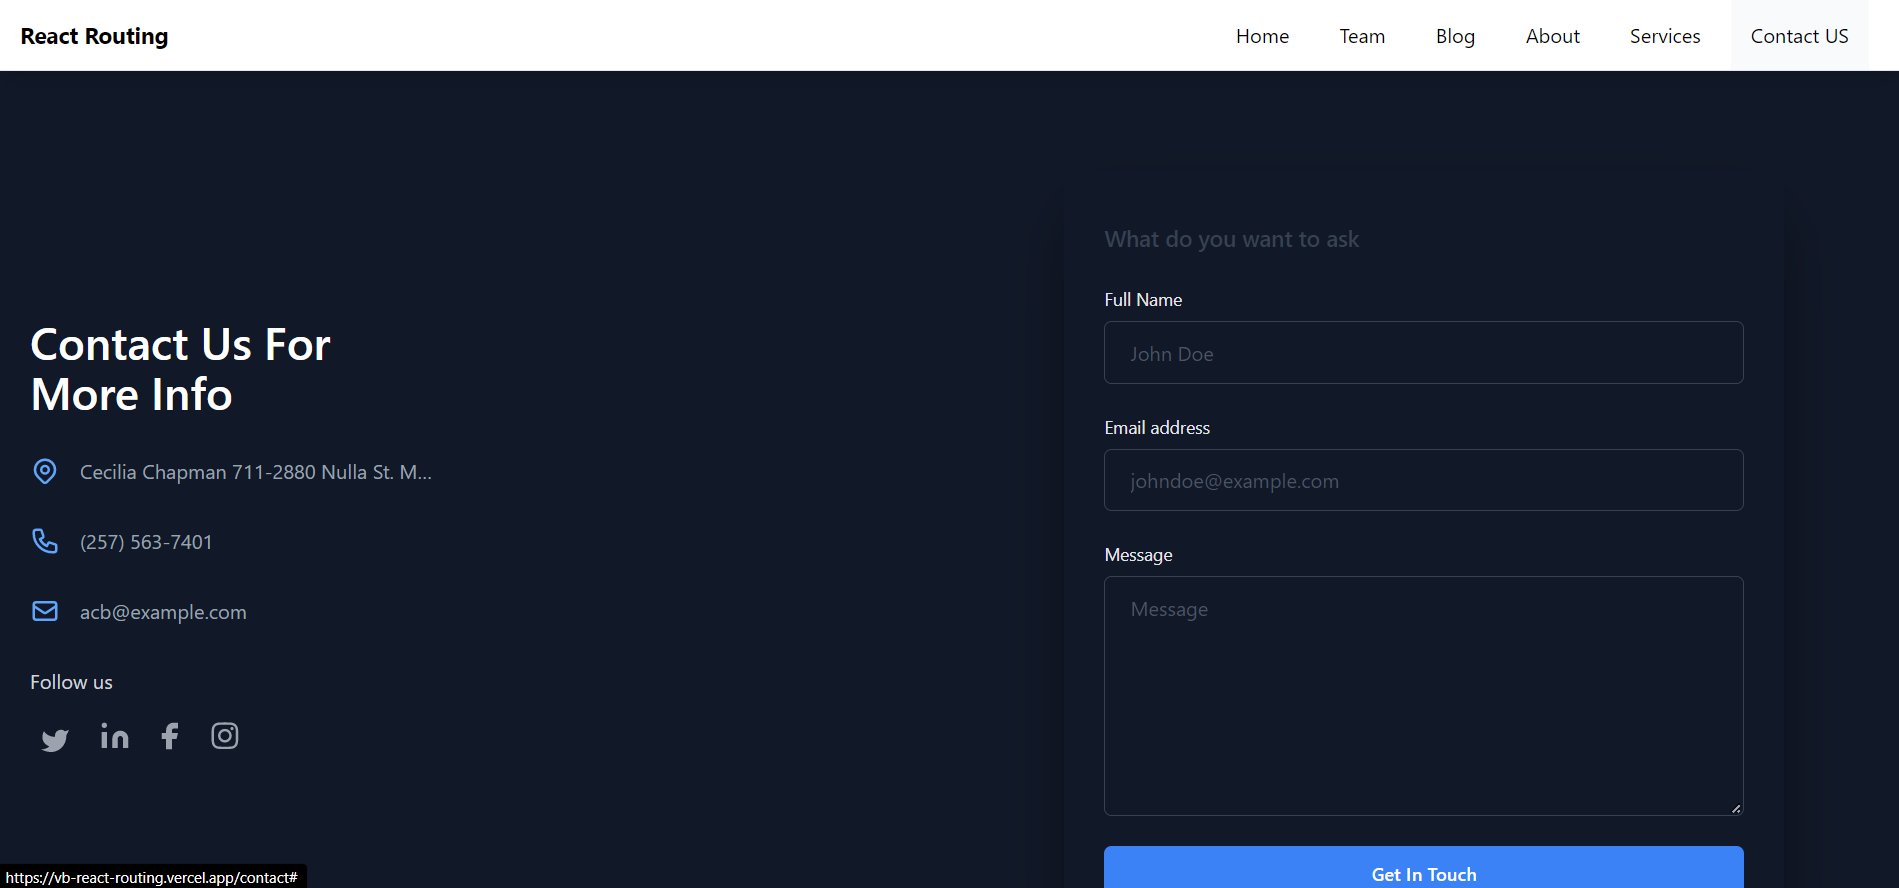 React Routing
Home
Team
Blog
About
Services
Contact US
Contact Us For
More Info
Cecilia Chapman 711-2880 Nulla St. M...
(257) 563-7401
acb@example.com
Follow us
What do you want to ask
Full Name
John Doe
Email address
johndoe@example.com
Message
Message
Get In Touch
https://vb-react-routing.vercel.app/contact#